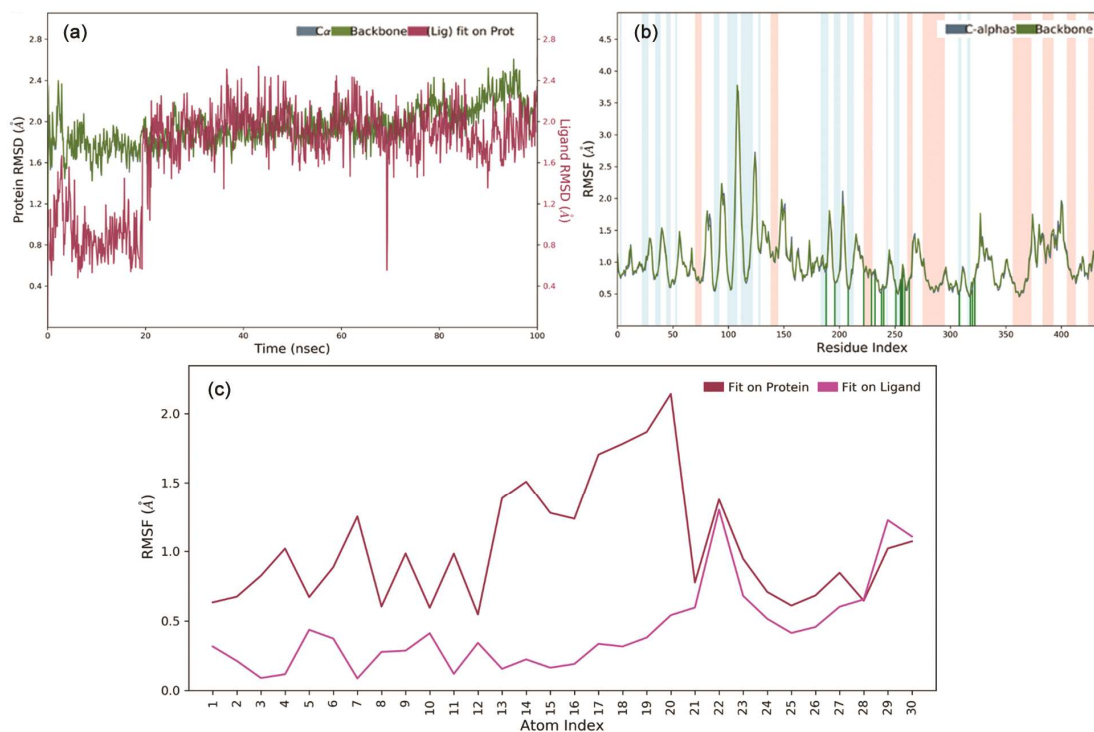 (a)
Cα Backbone (Lig) fit on Prot
2.8
2.4
2.0
1.6
1.2
0.8
0.4
Protein RMSD (Å)
2.8
2.4
2.0
1.6
1.2
0.8
0.4
Ligand RMSD (Å)
0 20 40 60 80 100
Time (nsec)
(b)
C-alphas Backbone
4.5
4.0
3.5
3.0
2.5
2.0
1.5
1.0
0.5
RMSF (Å)
0 50 100 150 200 250 300 350 400
Residue Index
(c)
Fit on Protein Fit on Ligand
2.0
1.5
1.0
0.5
0.0
RMSF (Å)
1 2 3 4 5 6 7 8 9 10 11 12 13 14 15 16 17 18 19 20 21 22 23 24 25 26 27 28 29 30
Atom Index